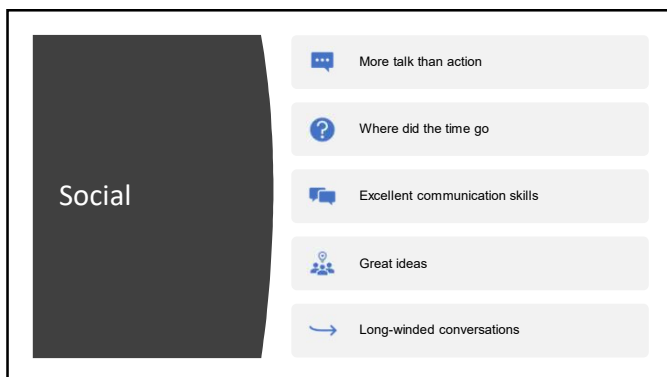 Social
More talk than action
Where did the time go
Excellent communication skills
Great ideas
Long-winded conversations